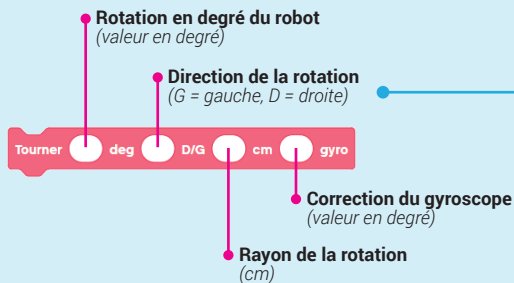 Rotation en degré du robot
(valeur en degré)
Direction de la rotation
(G = gauche, D = droite)
Tourner deg D/G cm gyro
Correction du gyroscope
(valeur en degré)
Rayon de la rotation
(cm)